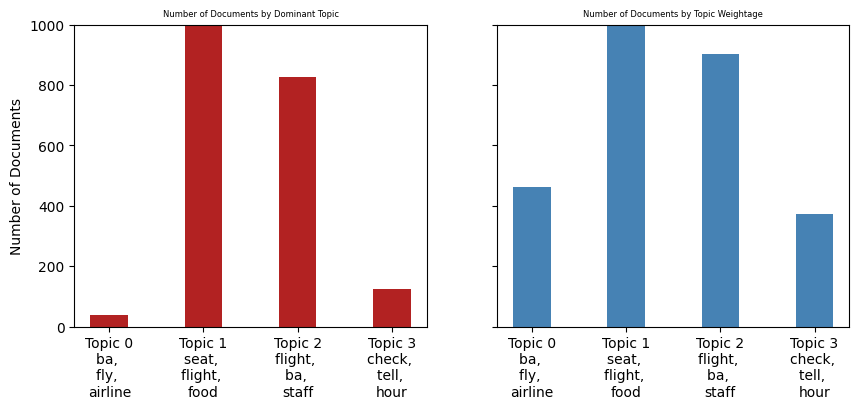 Number of Documents by Dominant Topic
Number of Documents by Topic Weightage
Number of Documents
1000
800
600
400
200
0
Topic 0
ba,
fly,
airline
Topic 1
seat,
flight,
food
Topic 2
flight,
ba,
staff
Topic 3
check,
tell,
hour
Topic 0
ba,
fly,
airline
Topic 1
seat,
flight,
food
Topic 2
flight,
ba,
staff
Topic 3
check,
tell,
hour